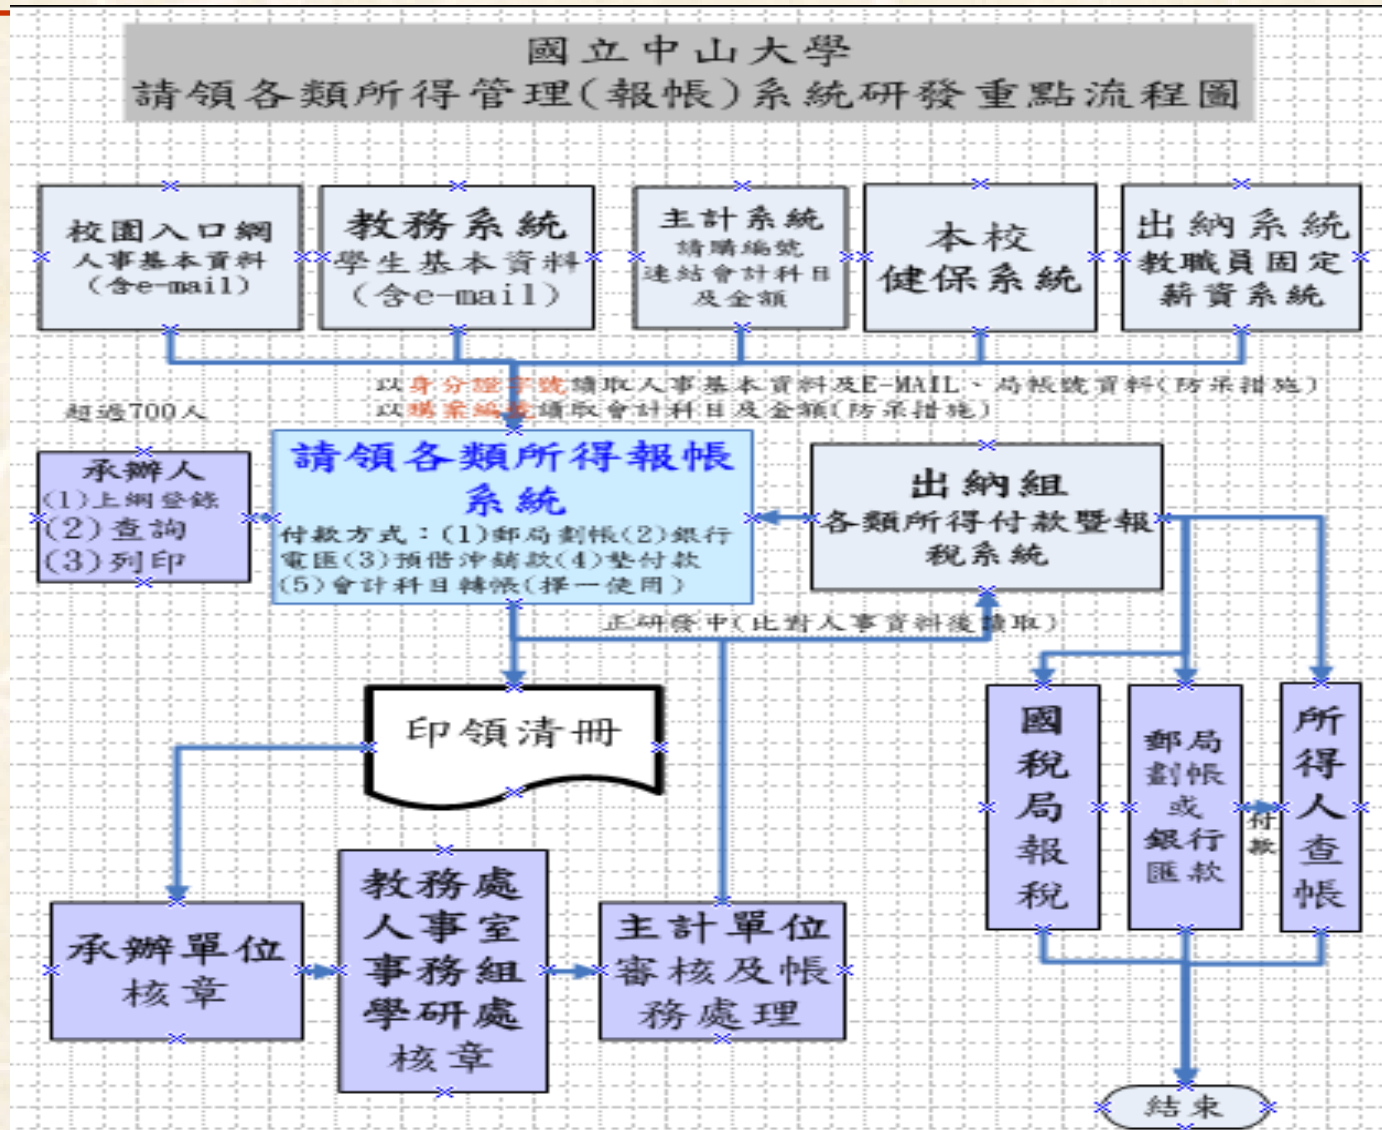 國立中山大學
請領各類所得管理(報帳)系統研發重點流程圖
校園入口網
人事基本資料
(含e-mail)
教務系統
學生基本資料
(含e-mail)
主計系統
請購編號
連結會計科目
及金額
本校
健保系統
出納系統
教職員固定
薪資系統
以身分證字號讀取人事基本資料及E-MAIL、局帳號資料(防呆措施)
以購案編號讀取會計科目及金額(防呆措施)
超過700人
承辦人
(1)上網登錄
(2)查詢
(3)列印
請領各類所得報帳
系統
付款方式：(1)郵局劃帳(2)銀行
電匯(3)預借沖銷款(4)墊付款
(5)會計科目轉帳(擇一使用)
出納組
各類所得付款暨報
稅系統
正研發中(比對人事資料後讀取)
印領清冊
國
稅
局
報
稅
郵局
劃帳
或
銀行
匯款
付
款
所
得
人
查
帳
承辦單位
核章
教務處
人事室
事務組
學研處
核章
主計單位
審核及帳
務處理
結束